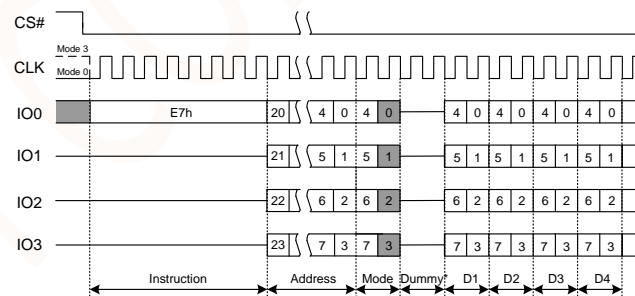 CS#
Mode 3
CLK
Mode 0
IO0 E7h 20 4 0 4 0 4 0 4 0 4 0 4 0
IO1 21 5 1 5 1 5 1 5 1 5 1 5 1
IO2 22 6 2 6 2 6 2 6 2 6 2 6 2
IO3 23 7 3 7 3 7 3 7 3 7 3 7 3
Instruction Address Mode Dummy* D1 D2 D3 D4